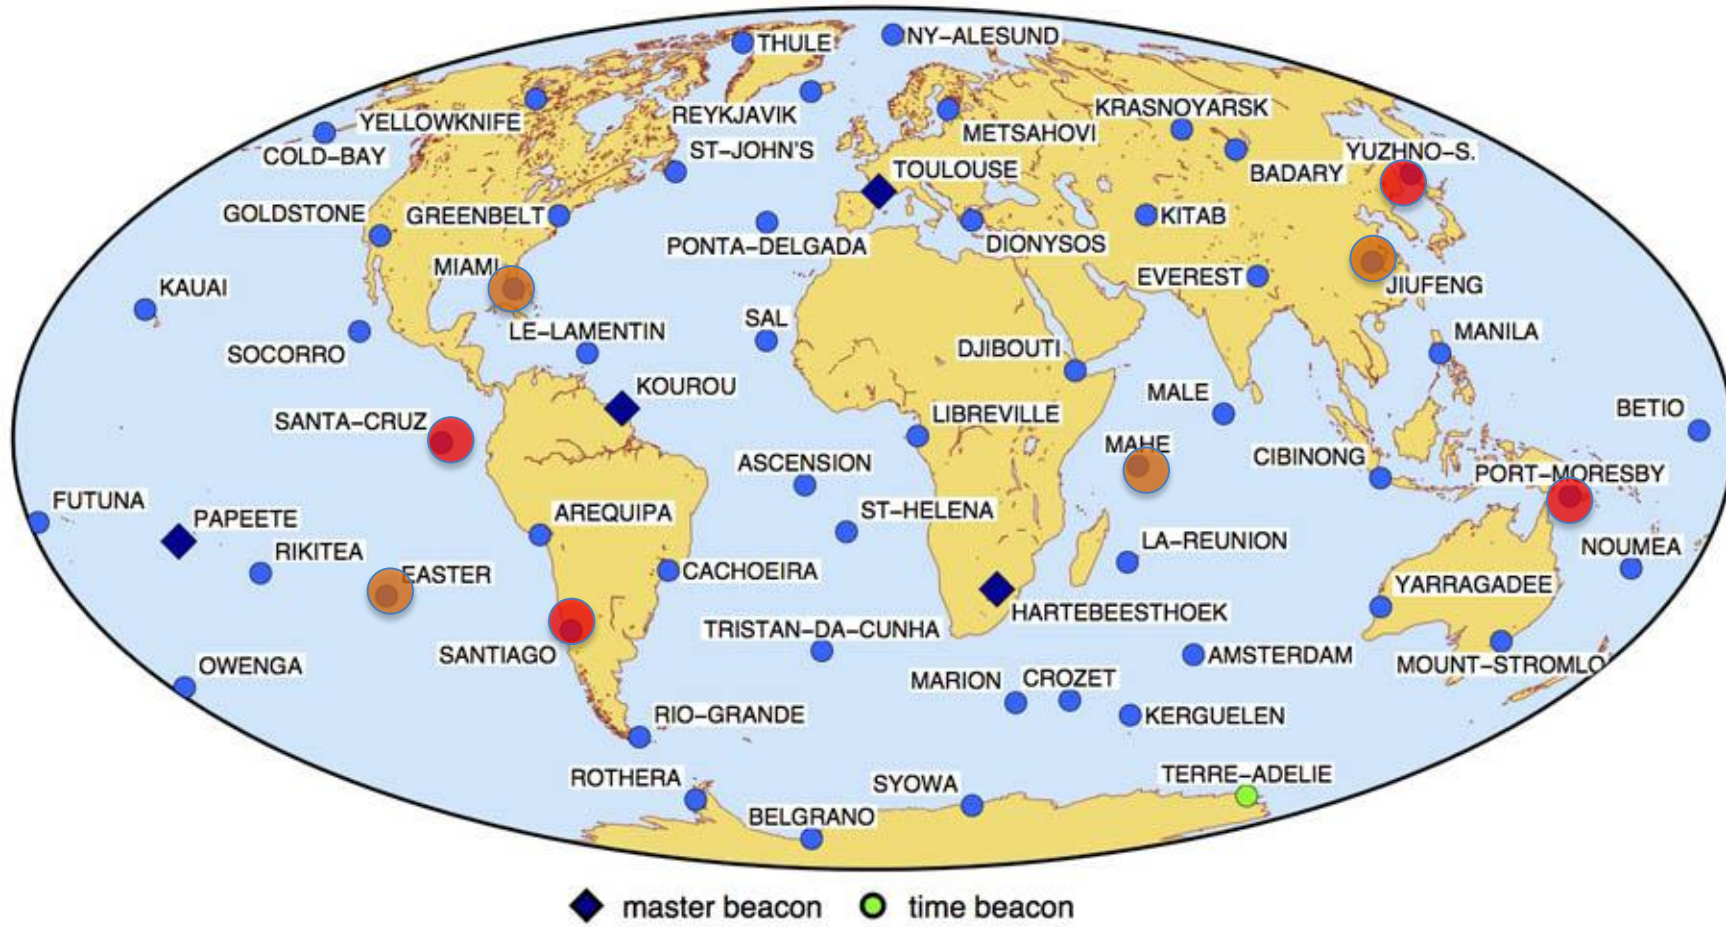 THULE
NY-ALESUND
REYKJAVIK
YELLOWKNIFE
COLD-BAY
KRASNOYARSK
METSAHOVI
ST-JOHN'S
YUZHNO-S.
TOULOUSE
BADARY
GOLDSTONE
GREENBELT
KITAB
PONTA-DELGADA
DIONYSOS
MIAMI
EVEREST
JIUFENG
KAUAI
SAL
LE-LAMENTIN
MANILA
SOCORRO
DJIBOUTI
KOUROU
MALE
BETIO
SANTA-CRUZ
LIBREVILLE
MAHE
CIBINONG
ASCENSION
PORT-MORESBY
FUTUNA
PAPEETE
AREQUIPA
ST-HELENA
LA-REUNION
NOUMEA
RIKITEA
EASTER
CACHOEIRA
YARRAGADEE
HARTEBEESTHOEK
TRISTAN-DA-CUNHA
SANTIAGO
AMSTERDAM
MOUNT-STROMLO
OWENGA
MARION
CROZET
RIO-GRANDE
KERGUELEN
ROTHERA
SYOWA
TERRE-ADELIE
BELGRANO
master beacon
time beacon